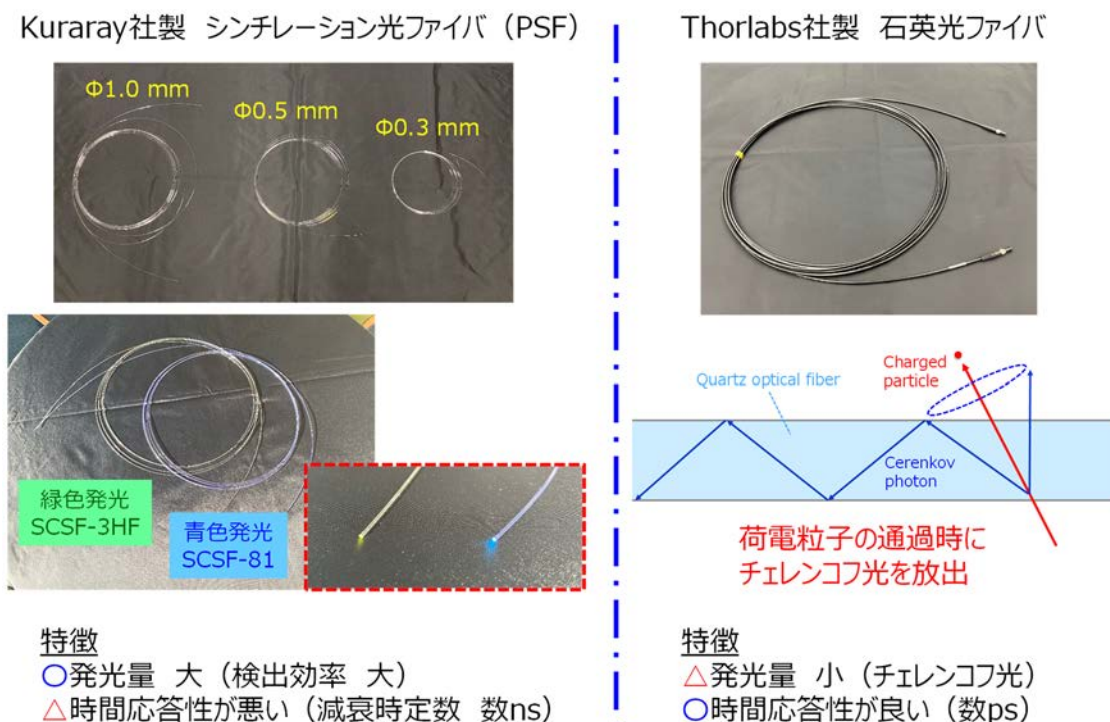 Kuraray社製 シンチレーション光ファイバ（PSF）
Φ1.0 mm
Φ0.5 mm
Φ0.3 mm
緑色発光
SCSF-3HF
青色発光
SCSF-81
特徴
○発光量 大（検出効率 大）
△時間応答性が悪い（減衰時定数 数ns）
Thorlabs社製 石英光ファイバ
Quartz optical fiber
Charged
particle
Cerenkov
photon
荷電粒子の通過時に
チェレンコフ光を放出
特徴
△発光量 小（チェレンコフ光）
○時間応答性が良い（数ps）